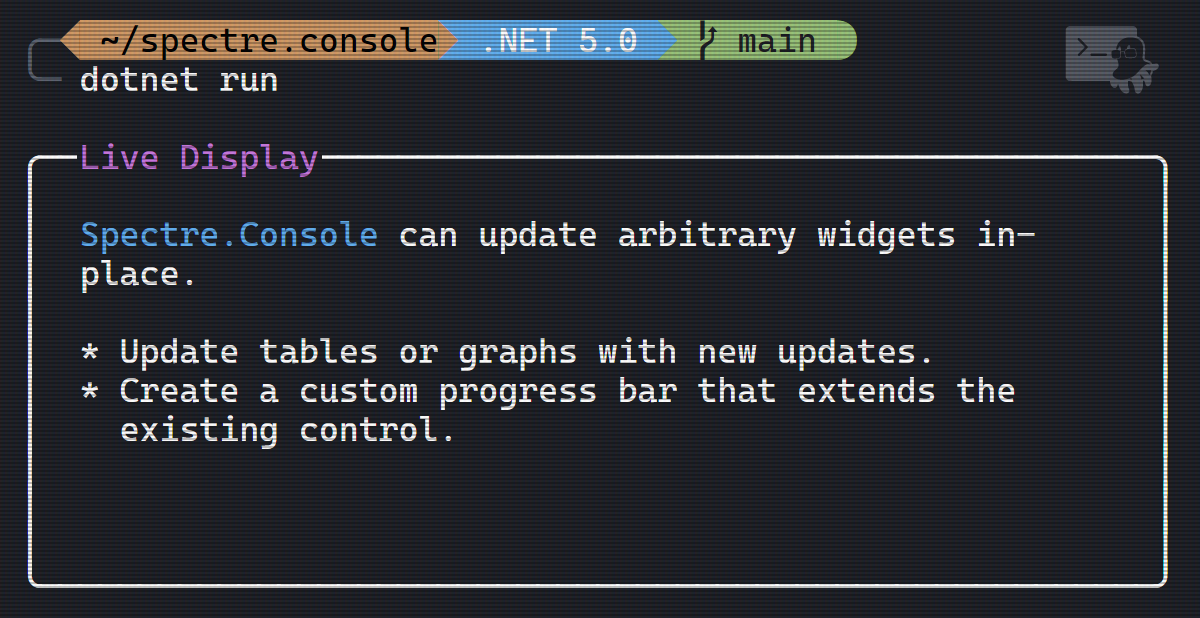 ~/spectre.console .NET 5.0 main
dotnet run
Live Display
Spectre.Console can update arbitrary widgets in-
place.
* Update tables or graphs with new updates.
* Create a custom progress bar that extends the
existing control.